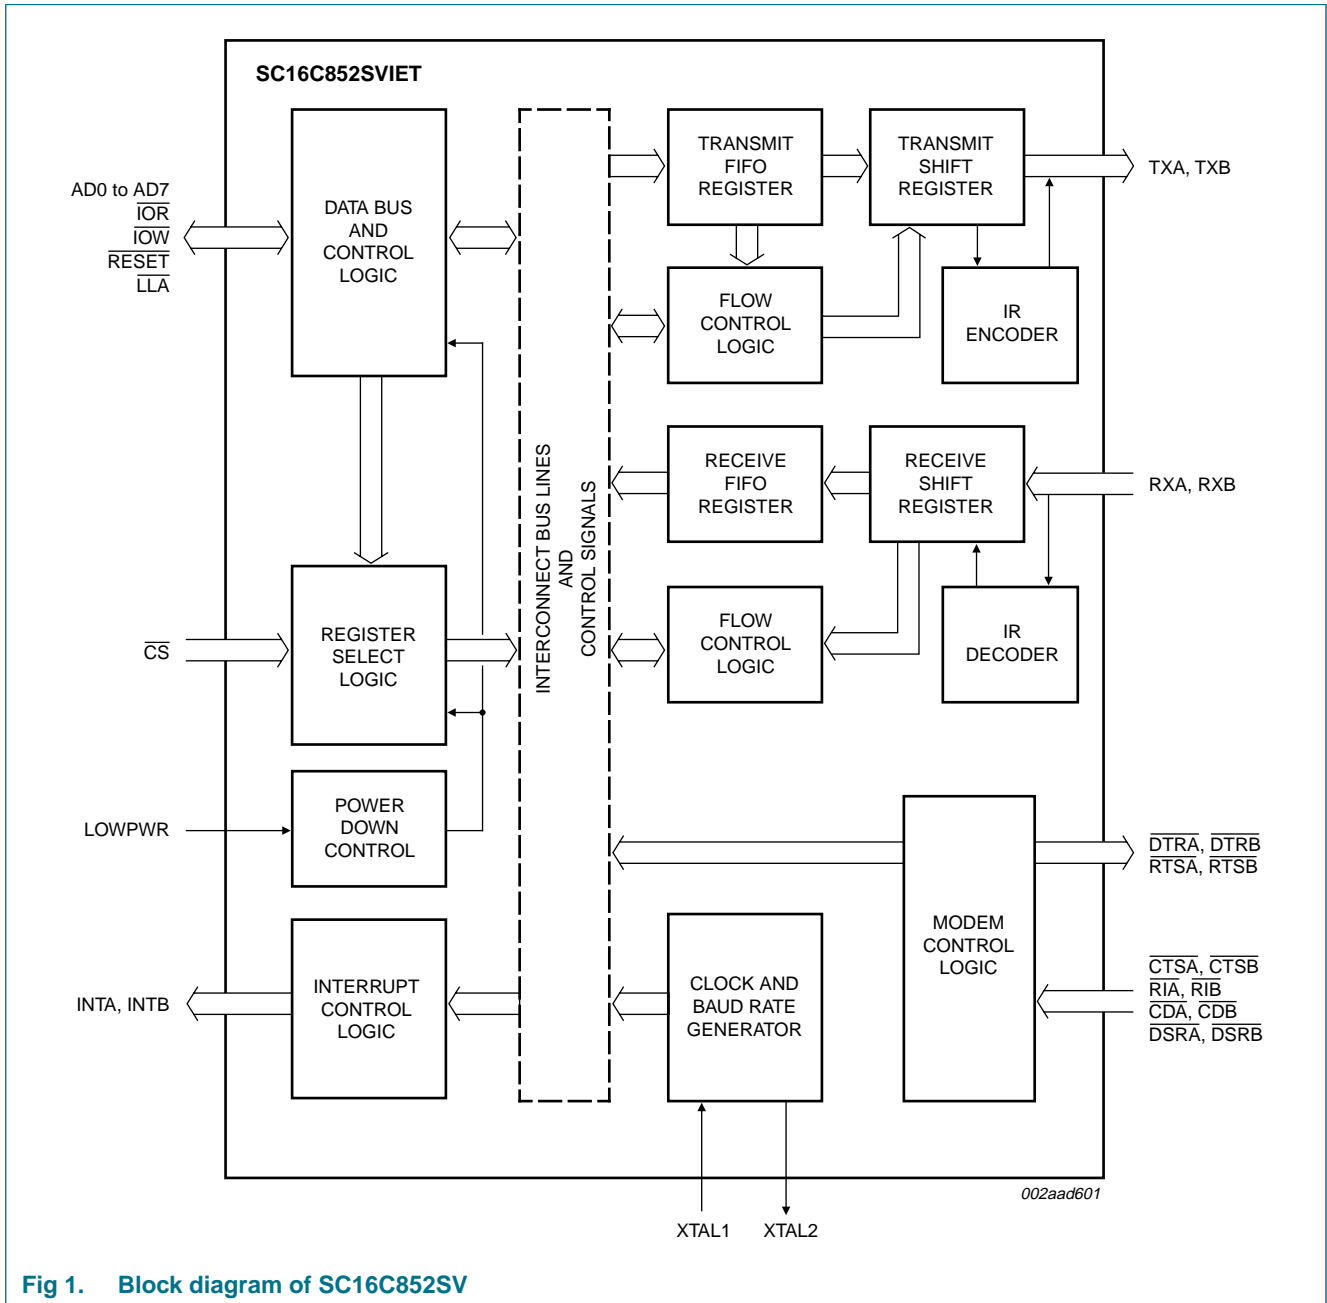 SC16C852SVIET
AD0 to AD7
IOR
IOW
RESET
LLA
DATA BUS
AND
CONTROL
LOGIC
TRANSMIT
FIFO
REGISTER
TRANSMIT
SHIFT
REGISTER
TXA, TXB
FLOW
CONTROL
LOGIC
IR
ENCODER
INTERCONNECT BUS LINES
AND
CONTROL SIGNALS
RECEIVE
FIFO
REGISTER
RECEIVE
SHIFT
REGISTER
RXA, RXB
CS
REGISTER
SELECT
LOGIC
FLOW
CONTROL
LOGIC
IR
DECODER
LOWPWR
POWER
DOWN
CONTROL
DTRA, DTRB
RTSA, RTSB
MODEM
CONTROL
LOGIC
CTSA, CTSB
RIA, RIB
CDA, CDB
DSRA, DSRB
INTA, INTB
INTERRUPT
CONTROL
LOGIC
CLOCK AND
BAUD RATE
GENERATOR
XTAL1
XTAL2
002aad601
Fig 1. Block diagram of SC16C852SV